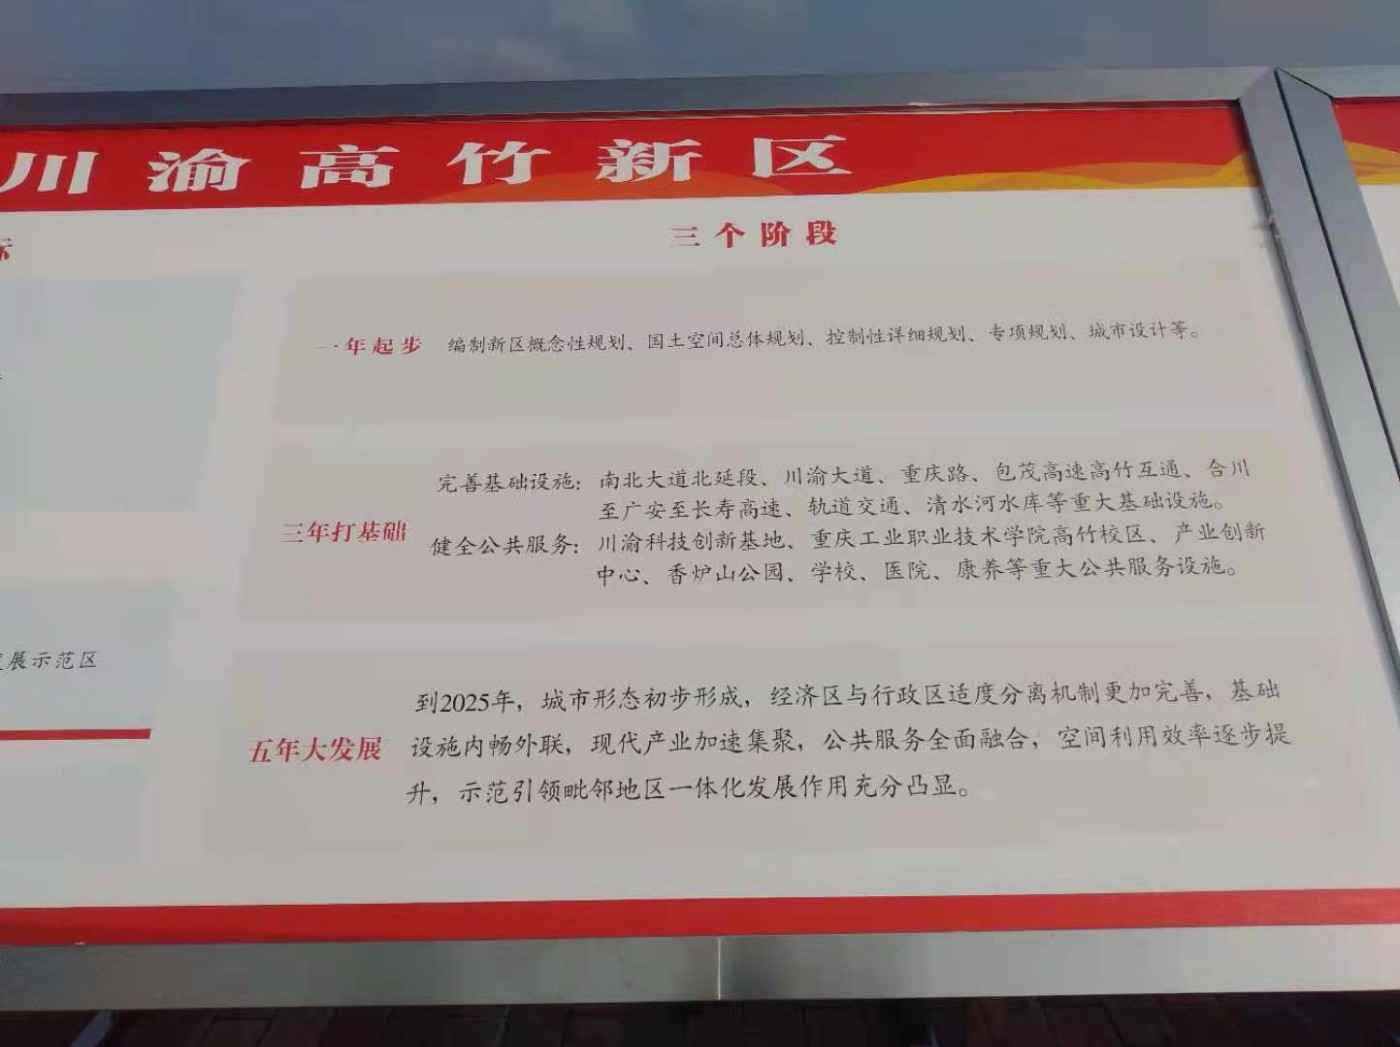 川渝高竹新区
三个阶段
一年起步 编制新区概念性规划、国土空间总体规划、控制性详细规划、专项规划、城市设计等。
三年打基础
完善基础设施：南北大道北延段、川渝大道、重庆路、包茂高速高竹互通、合川
至广安至长寿高速、轨道交通、清水河水库等重大基础设施。
健全公共服务：川渝科技创新基地、重庆工业职业技术学院高竹校区、产业创新
中心、香炉山公园、学校、医院、康养等重大公共服务设施。
展示范区
五年大发展
到2025年，城市形态初步形成，经济区与行政区适度分离机制更加完善，基础
设施内畅外联，现代产业加速集聚，公共服务全面融合，空间利用效率逐步提
升，示范引领毗邻地区一体化发展作用充分凸显。